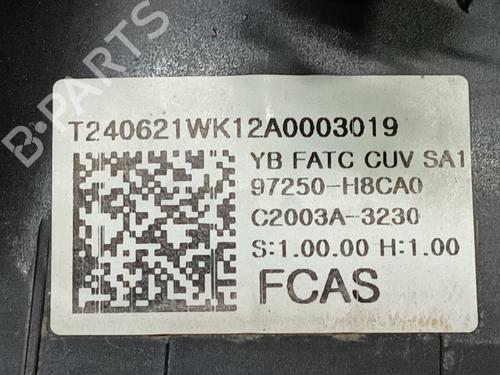 B-PARTS
T240621WK12A0003019
YB FATC CUV SA1
97250-H8CA0
C2003A-3230
S:1.00.00 H:1.00
FCAS